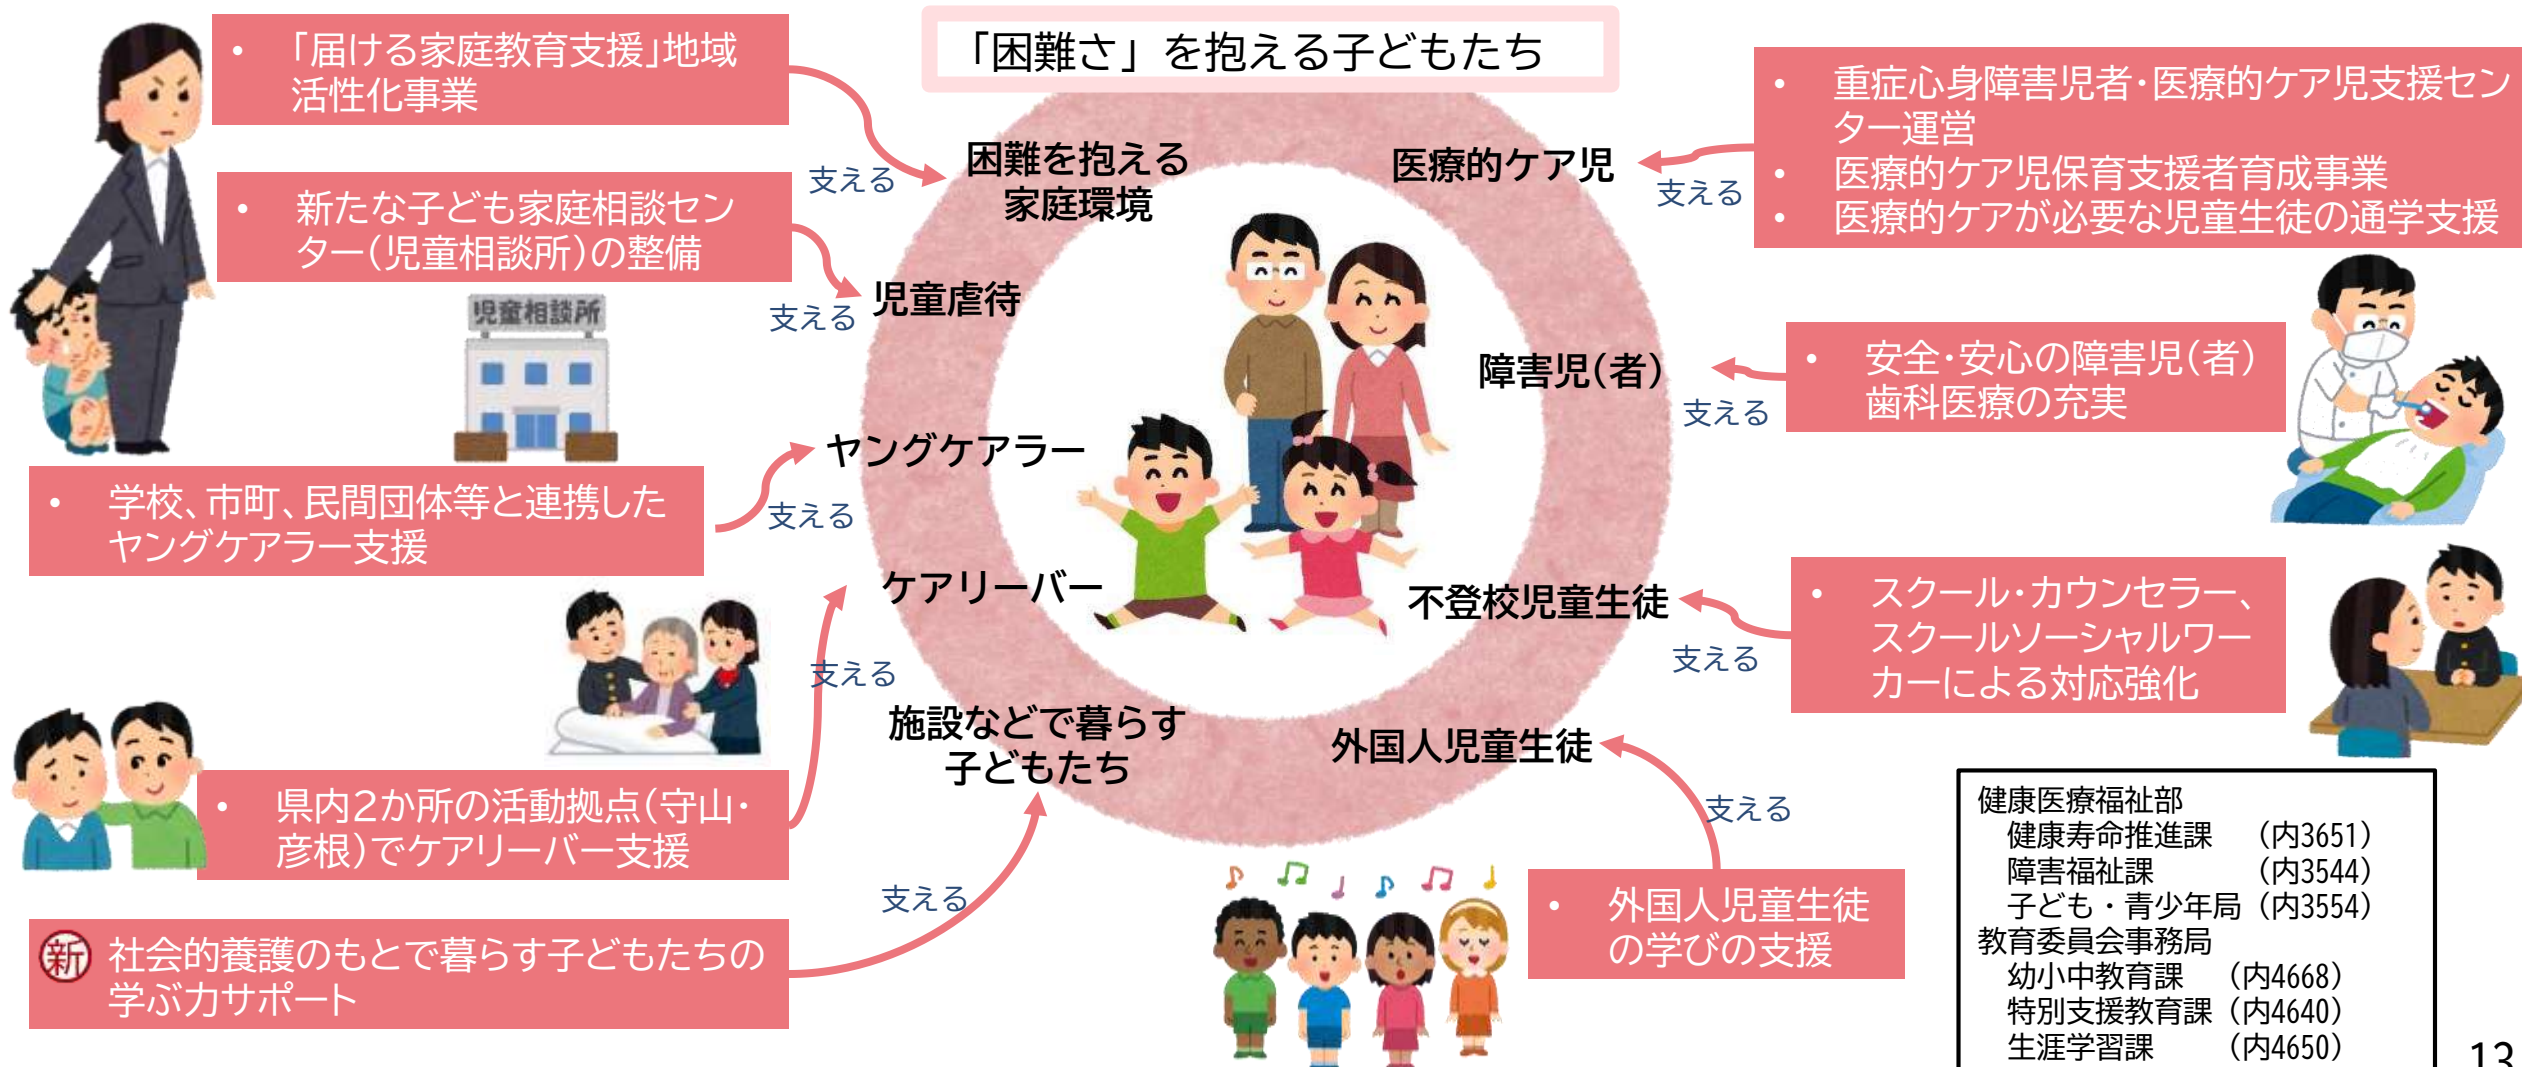 「困難さ」を抱える子どもたち
• 「届ける家庭教育支援」地域
活性化事業
支える
困難を抱える
家庭環境
• 新たな子ども家庭相談セン
ター(児童相談所)の整備
支える
児童虐待
児童相談所
ヤングケアラー
支える
• 学校、市町、民間団体等と連携した
ヤングケアラー支援
ケアリーバー
支える
• 県内2か所の活動拠点(守山・
彦根)でケアリーバー支援
施設などで暮らす
子どもたち
支える
新 社会的養護のもとで暮らす子どもたちの
学ぶ力サポート
医療的ケア児
支える
• 重症心身障害児者・医療的ケア児支援セン
ター運営
• 医療的ケア児保育支援者育成事業
• 医療的ケアが必要な児童生徒の通学支援
障害児(者)
支える
• 安全・安心の障害児(者)
歯科医療の充実
不登校児童生徒
支える
• スクール・カウンセラー、
スクールソーシャルワー
カーによる対応強化
外国人児童生徒
支える
• 外国人児童生徒
の学びの支援
健康医療福祉部
健康寿命推進課 (内3651)
障害福祉課 (内3544)
子ども・青少年局(内3554)
教育委員会事務局
幼小中教育課 (内4668)
特別支援教育課(内4640)
生涯学習課 (内4650)
13